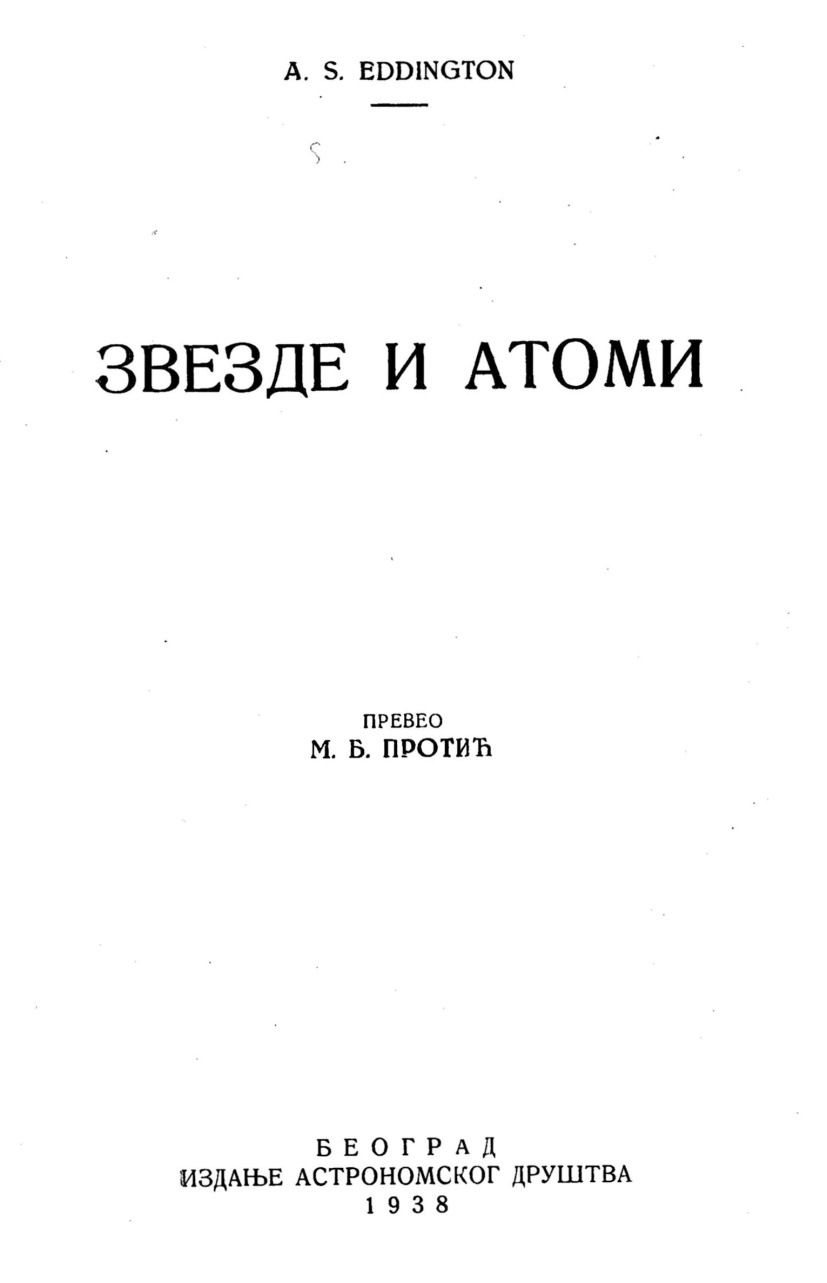 A. S. EDDINGTON
ЗВЕЗДЕ И АТОМИ
ПРЕВЕО
М. Б. ПРОТИЋ
БЕОГРАД
ИЗДАЊЕ АСТРОНОМСКОГ ДРУШТВА
1938